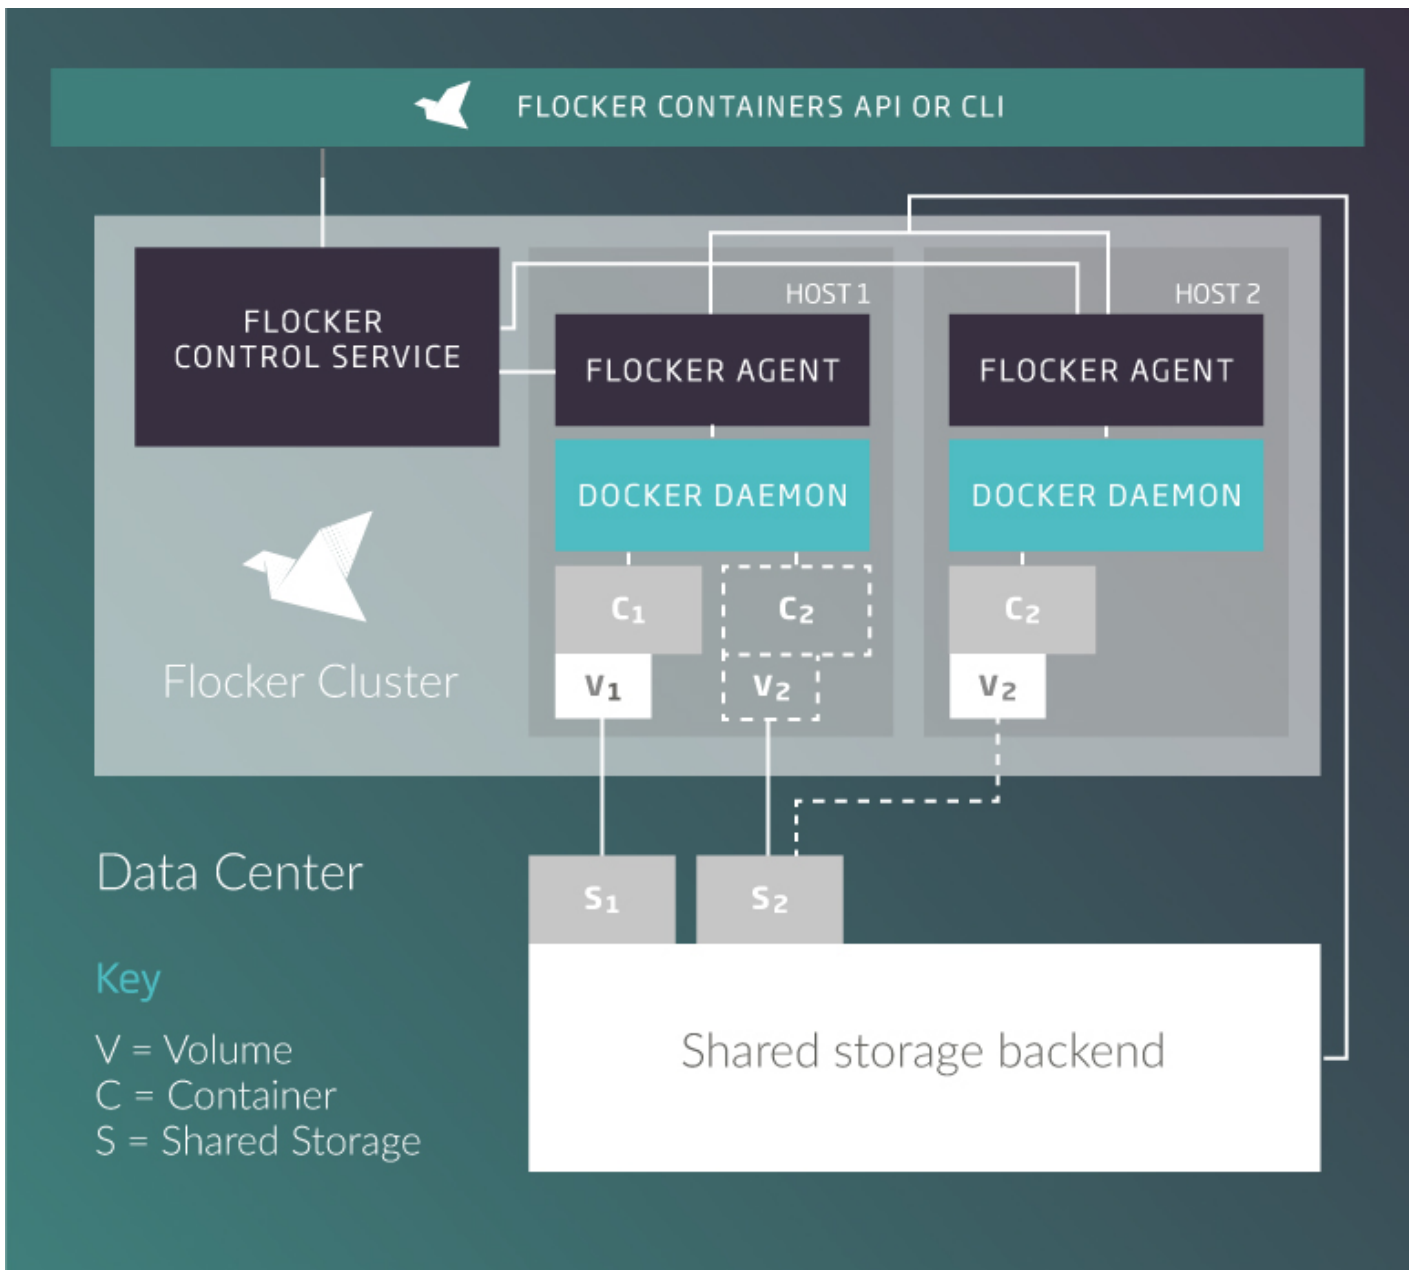 FLOCKER CONTAINERS API OR CLI
FLOCKER
CONTROL SERVICE
HOST 1
FLOCKER AGENT
DOCKER DAEMON
C1
C2
V1
V2
HOST 2
FLOCKER AGENT
DOCKER DAEMON
C2
V2
Flocker Cluster
Data Center
S1
S2
Shared storage backend
Key
V = Volume
C = Container
S = Shared Storage